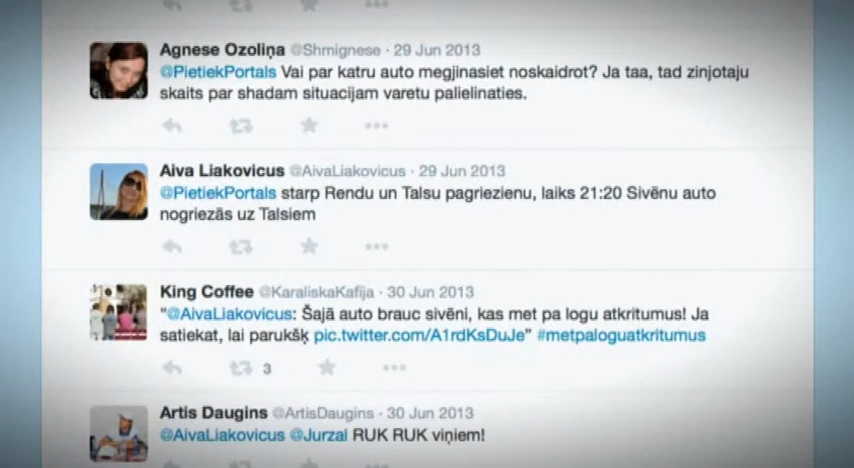 Agnese Ozoliņa @Shmignese · 29 Jun 2013
@PietiekPortals Vai par katru auto megjinasiet noskaidrot? Ja taa, tad zinjotaju
skaits par shadam situacijam varetu palielinaties.
Aiva Liakovicus @AivaLiakovicus · 29 Jun 2013
@PietiekPortals starp Rendu un Talsu pagriezienu, laiks 21:20 Sivēnu auto
nogriezās uz Talsiem
King Coffee @KaraliskaKafija · 30 Jun 2013
"@AivaLiakovicus: Šajā auto brauc sivēni, kas met pa logu atkritumus! Ja
satiekat, lai parukšķ pic.twitter.com/A1rdKsDuJe" #metpaloguatkritumus
3
Artis Daugins @ArtisDaugins · 30 Jun 2013
@AivaLiakovicus @Jurzal RUK RUK viņiem!